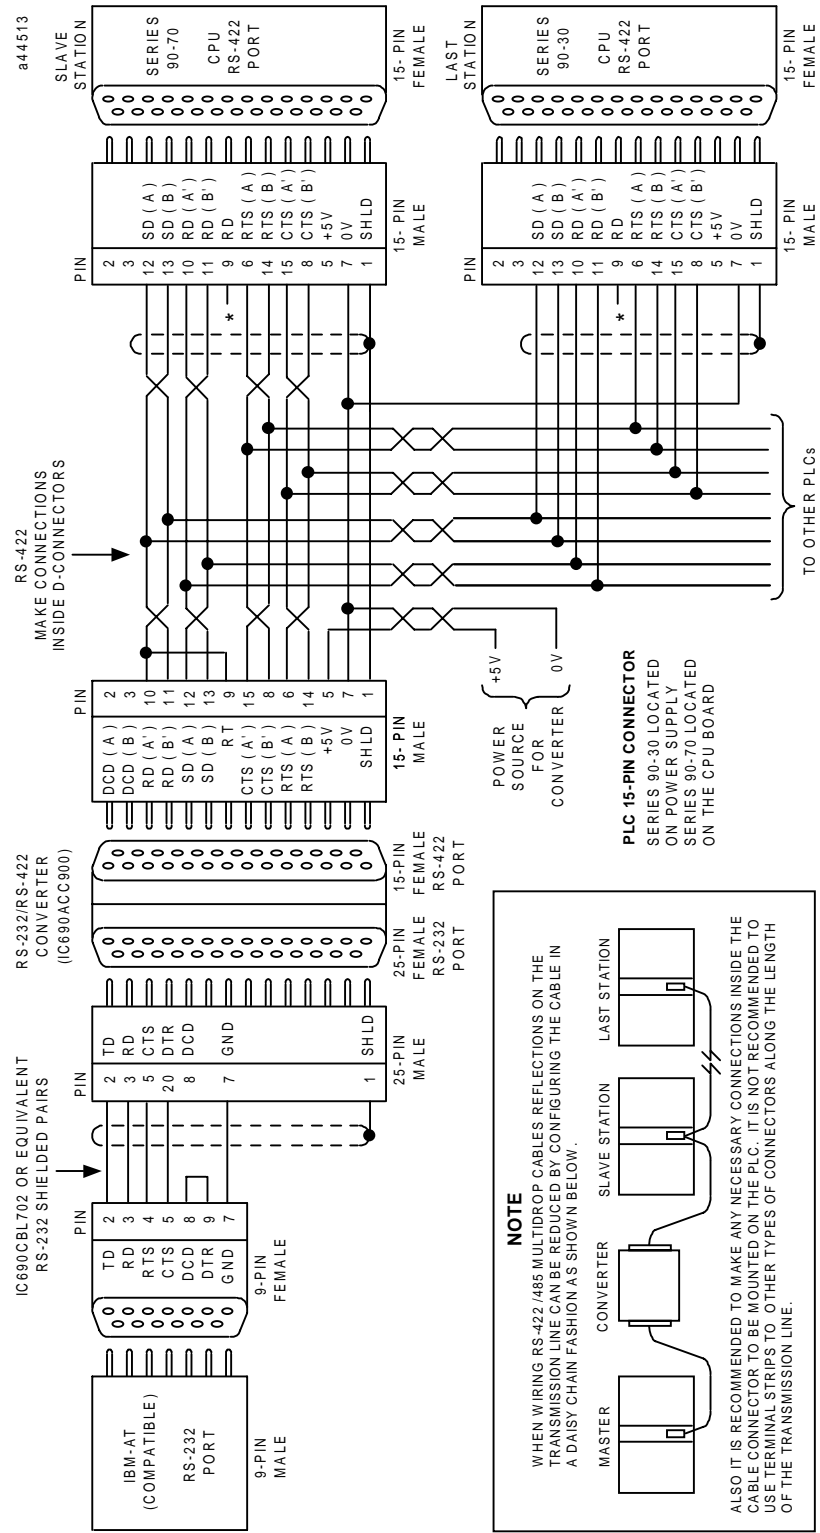 a44513
IC690CBL702 OR EQUIVALENT
RS-232 SHIELDED PAIRS
RS-232/RS-422
CONVERTER
(IC690ACC900)
RS-422
MAKE CONNECTIONS
INSIDE D-CONNECTORS
SLAVE
STATION
IBM-AT
(COMPATIBLE)
RS-232
PORT
9-PIN
MALE
PIN
TD 2
RD 3
RTS 4
CTS 5
DCD 8
DTR 9
GND 7
9-PIN
FEMALE
PIN
2 TD
3 RD
5 CTS
20 DTR
8 DCD
7 GND
1 SHLD
25-PIN
MALE
25-PIN
FEMALE
RS-232
PORT
15-PIN
FEMALE
RS-422
PORT
PIN
DCD (A) 2
DCD (B) 3
RD (A') 10
RD (B') 11
SD (A) 12
SD (B) 13
RT 9
CTS (A') 15
CTS (B') 8
RTS (A) 6
RTS (B) 14
+5V 5
0V 7
SHLD 1
15- PIN
MALE
*
PIN
2
3
12 SD (A)
13 SD (B)
10 RD (A')
11 RD (B')
9 RD
6 RTS (A)
14 RTS (B)
15 CTS (A')
8 CTS (B')
5 +5V
7 0V
1 SHLD
15- PIN
MALE
SERIES
90-70
CPU
RS-422
PORT
15- PIN
FEMALE
+5V
0V
POWER
SOURCE
FOR
CONVERTER
TO OTHER PLCs
*
PIN
2
3
12 SD (A)
13 SD (B)
10 RD (A')
11 RD (B')
9 RD
6 RTS (A)
14 RTS (B)
15 CTS (A')
8 CTS (B')
5 +5V
7 0V
1 SHLD
15- PIN
MALE
LAST
STATION
SERIES
90-30
CPU
RS-422
PORT
15- PIN
FEMALE
PLC 15-PIN CONNECTOR
SERIES 90-30 LOCATED
ON POWER SUPPLY
SERIES 90-70 LOCATED
ON THE CPU BOARD
NOTE
WHEN WIRING RS-422 /485 MULTIDROP CABLES REFLECTIONS ON THE
TRANSMISSION LINE CAN BE REDUCED BY CONFIGURING THE CABLE IN
A DAISY CHAIN FASHION AS SHOWN BELOW.
MASTER
CONVERTER
SLAVE STATION
LAST STATION
ALSO IT IS RECOMMENDED TO MAKE ANY NECESSARY CONNECTIONS INSIDE THE
CABLE CONNECTOR TO BE MOUNTED ON THE PLC. IT IS NOT RECOMMENDED TO
USE TERMINAL STRIPS TO OTHER TYPES OF CONNECTORS ALONG THE LENGTH
OF THE TRANSMISSION LINE.